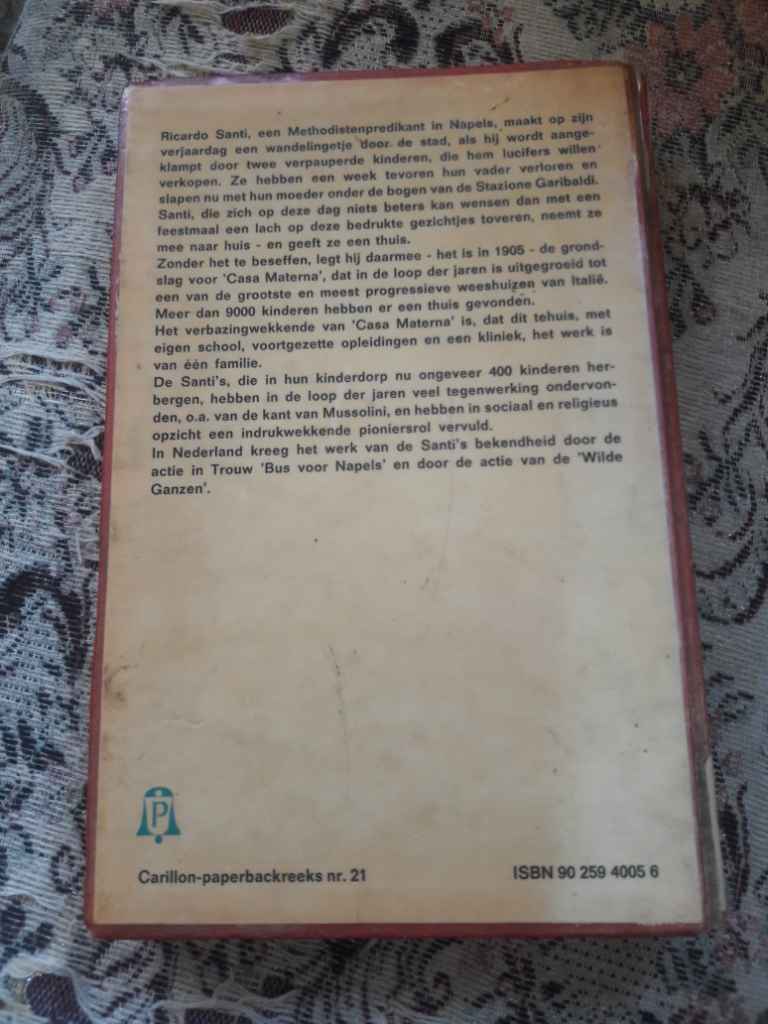 Ricardo Santi, een Methodistenpredikant in Napels, maakt op zijn
verjaardag een wandelingetje door de stad, als hij wordt aange-
klampt door twee verpauperde kinderen, die hem lucifers willen
verkopen. Ze hebben een week tevoren hun vader verloren en
slapen nu met hun moeder onder de bogen van de Stazione Garibaldi.
Santi, die zich op deze dag niets beters kan wensen dan met een
feestmaal een lach op deze bedrukte gezichtjes toveren, neemt ze
mee naar huis - en geeft ze een thuis.
Zonder het te beseffen, legt hij daarmee - het is in 1905 - de grond-
slag voor 'Casa Materna', dat in de loop der jaren is uitgegroeid tot
een van de grootste en meest progressieve weeshuizen van Italië.
Meer dan 9000 kinderen hebben er een thuis gevonden.
Het verbazingwekkende van 'Casa Materna' is, dat dit tehuis, met
eigen school, voortgezette opleidingen en een kliniek, het werk is
van één familie.
De Santi's, die in hun kinderdorp nu ongeveer 400 kinderen her-
bergen, hebben in de loop der jaren veel tegenwerking ondervon-
den, o.a. van de kant van Mussolini, en hebben in sociaal en religieus
opzicht een indrukwekkende pioniersrol vervuld.
In Nederland kreeg het werk van de Santi's bekendheid door de
actie in Trouw 'Bus voor Napels' en door de actie van de 'Wilde
Ganzen'.
P
Carillon-paperbackreeks nr. 21
ISBN 90 259 4005 6